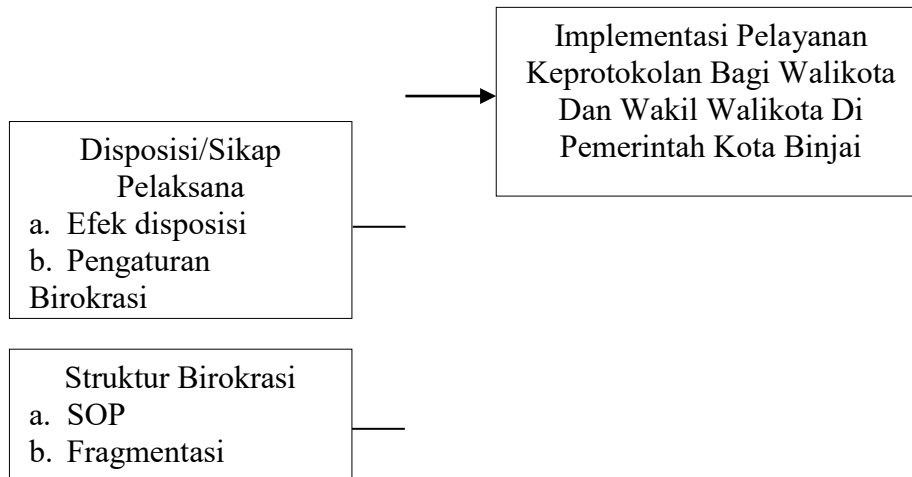 Implementasi Pelayanan
Keprotokolan Bagi Walikota
Dan Wakil Walikota Di
Pemerintah Kota Binjai
Disposisi/Sikap
Pelaksana
a. Efek disposisi
b. Pengaturan
Birokrasi
Struktur Birokrasi
a. SOP
b. Fragmentasi